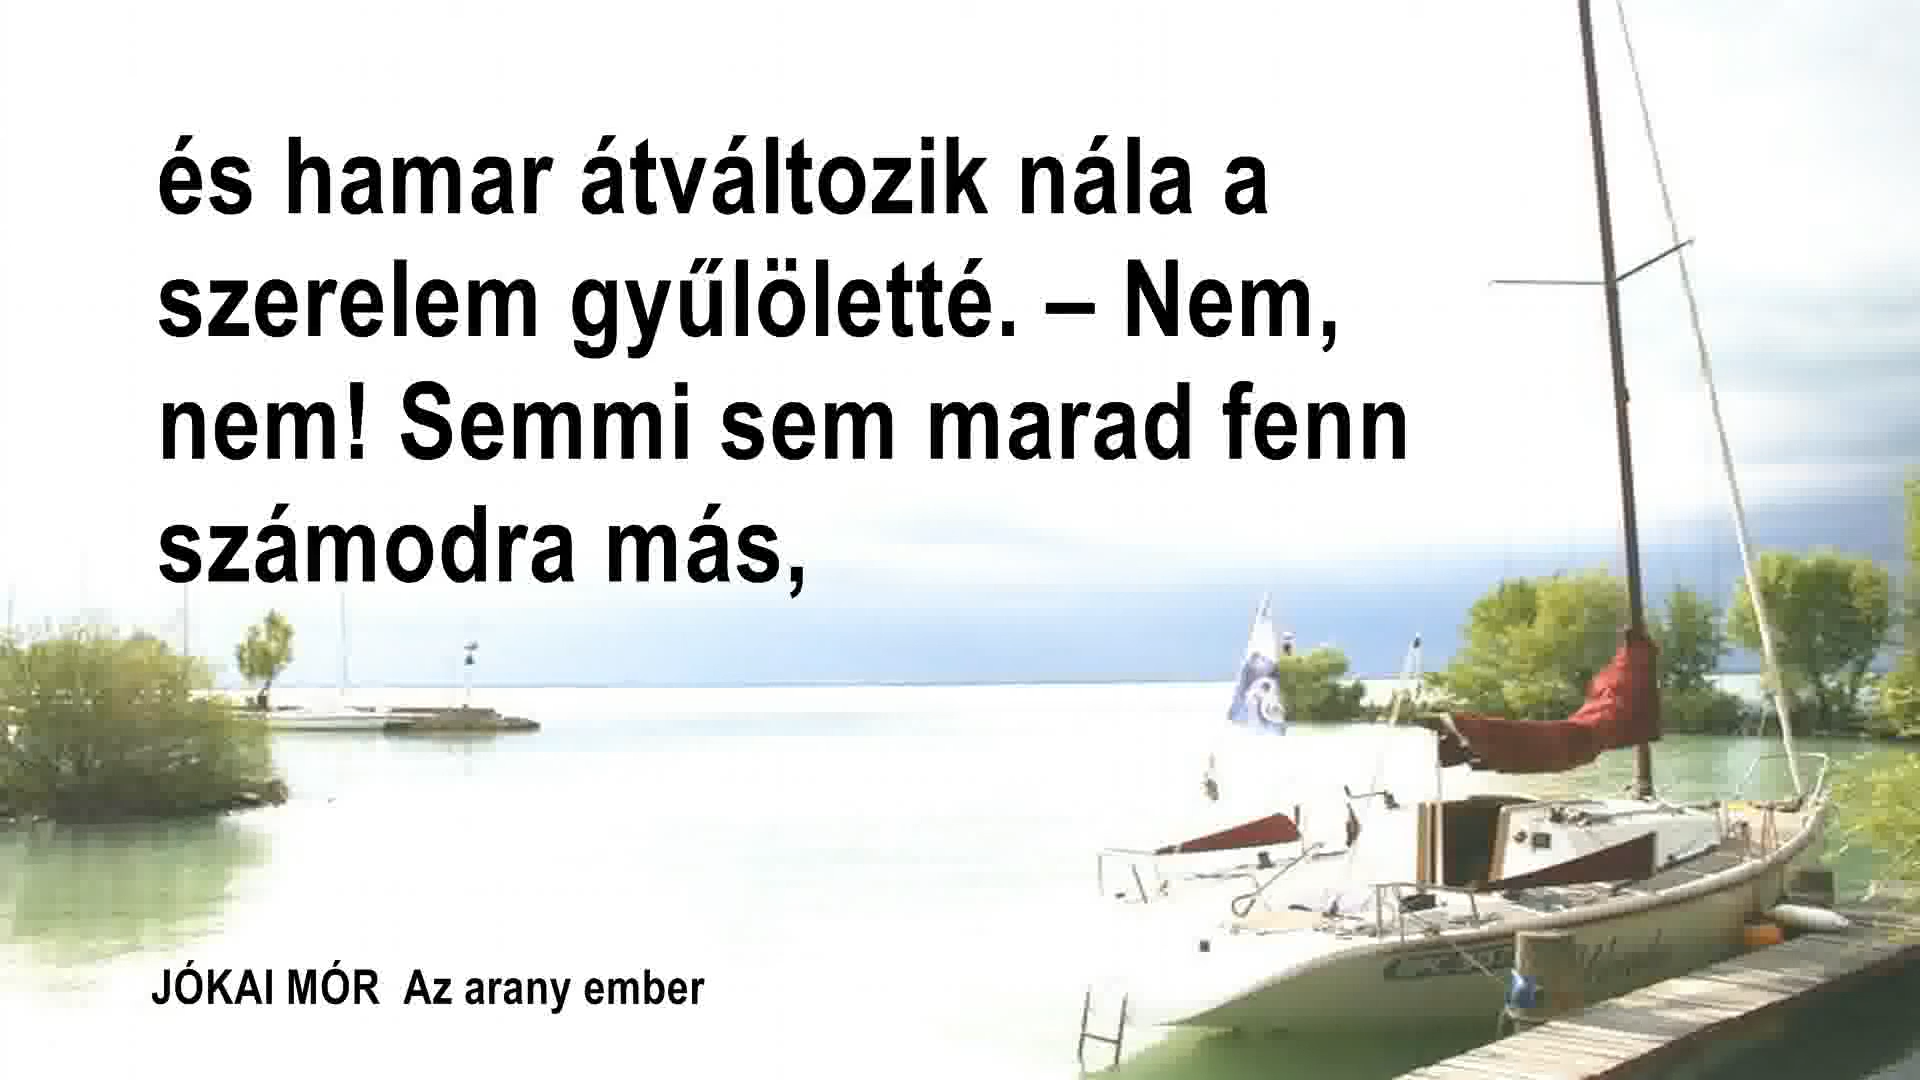 és hamar átváltozik nála a
szerelem gyűlöletté. – Nem,
nem! Semmi sem marad fenn
számodra más,
JÓKAI MÓR Az arany ember